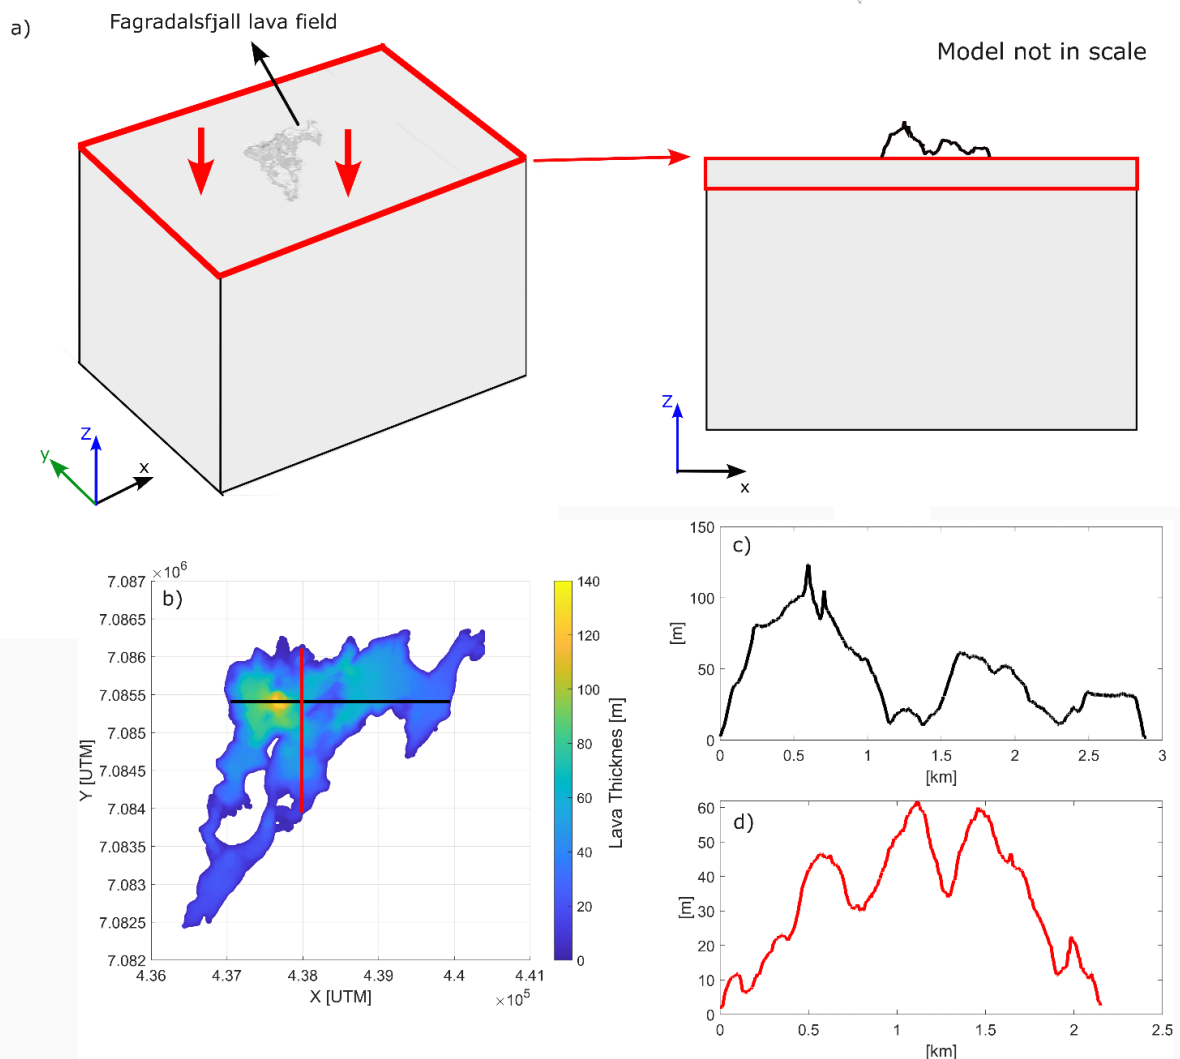 a)
Fagradalsfjall lava field
Model not in scale
Z
y
x
Z
x
b)
×10⁶
7.087
7.0865
7.086
7.0855
7.085
7.0845
7.084
7.0835
7.083
7.0825
7.082
Y [UTM]
4.36
4.37
4.38
4.39
4.4
4.41
X [UTM]
×10⁵
140
120
100
80
60
40
20
0
Lava Thicknes [m]
c)
150
100
50
0
[m]
0
0.5
1
1.5
2
2.5
3
[km]
d)
60
50
40
30
20
10
0
[m]
0
0.5
1
1.5
2
2.5
[km]